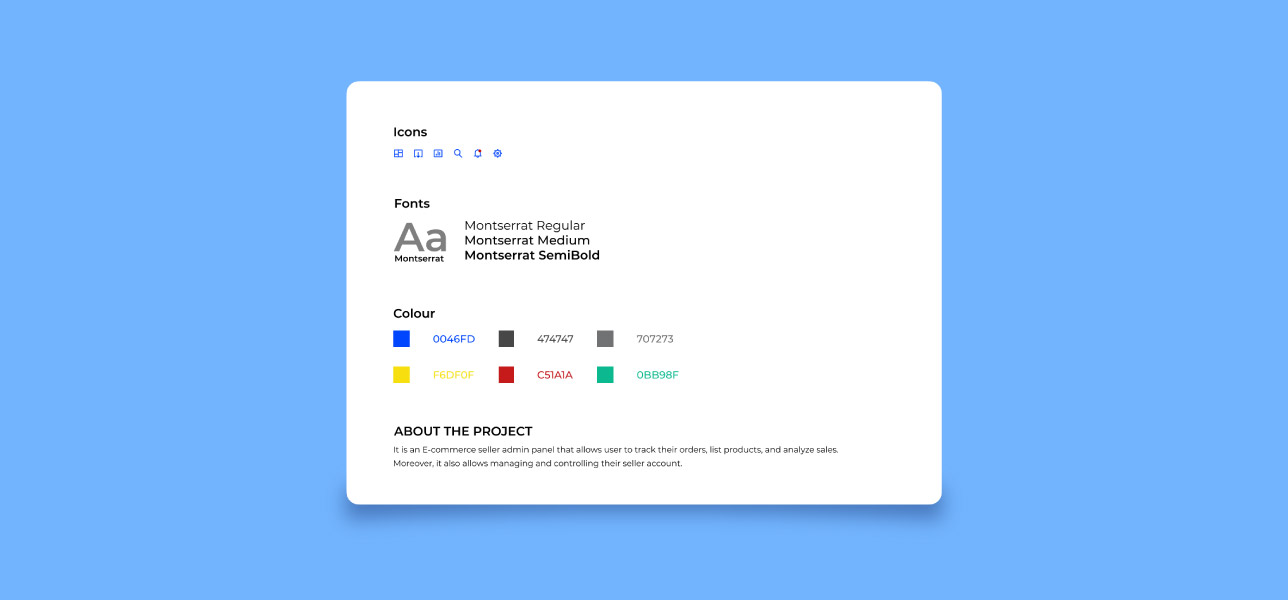 Icons
Fonts
Aa
Montserrat
Montserrat Regular
Montserrat Medium
Montserrat SemiBold
Colour
0046FD 474747 707273
F6DF0F C51A1A 0BB98F
ABOUT THE PROJECT
It is an E-commerce seller admin panel that allows user to track their orders, list products, and analyze sales.
Moreover, it also allows managing and controlling their seller account.